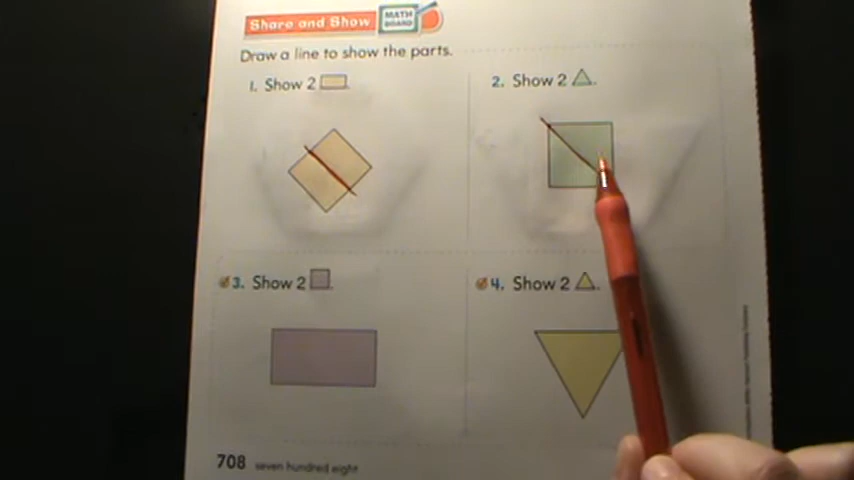 Share and Show MATH BOARD
Draw a line to show the parts.
1. Show 2 .
2. Show 2 .
3. Show 2 .
4. Show 2 .
708 seven hundred eight